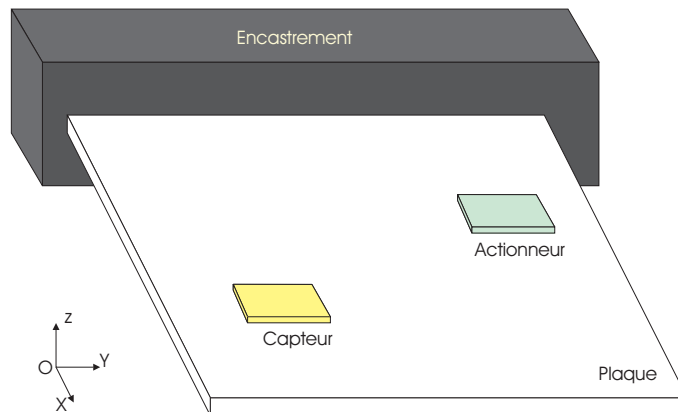 Encastrement
Actionneur
Capteur
Plaque
Z
O
Y
X